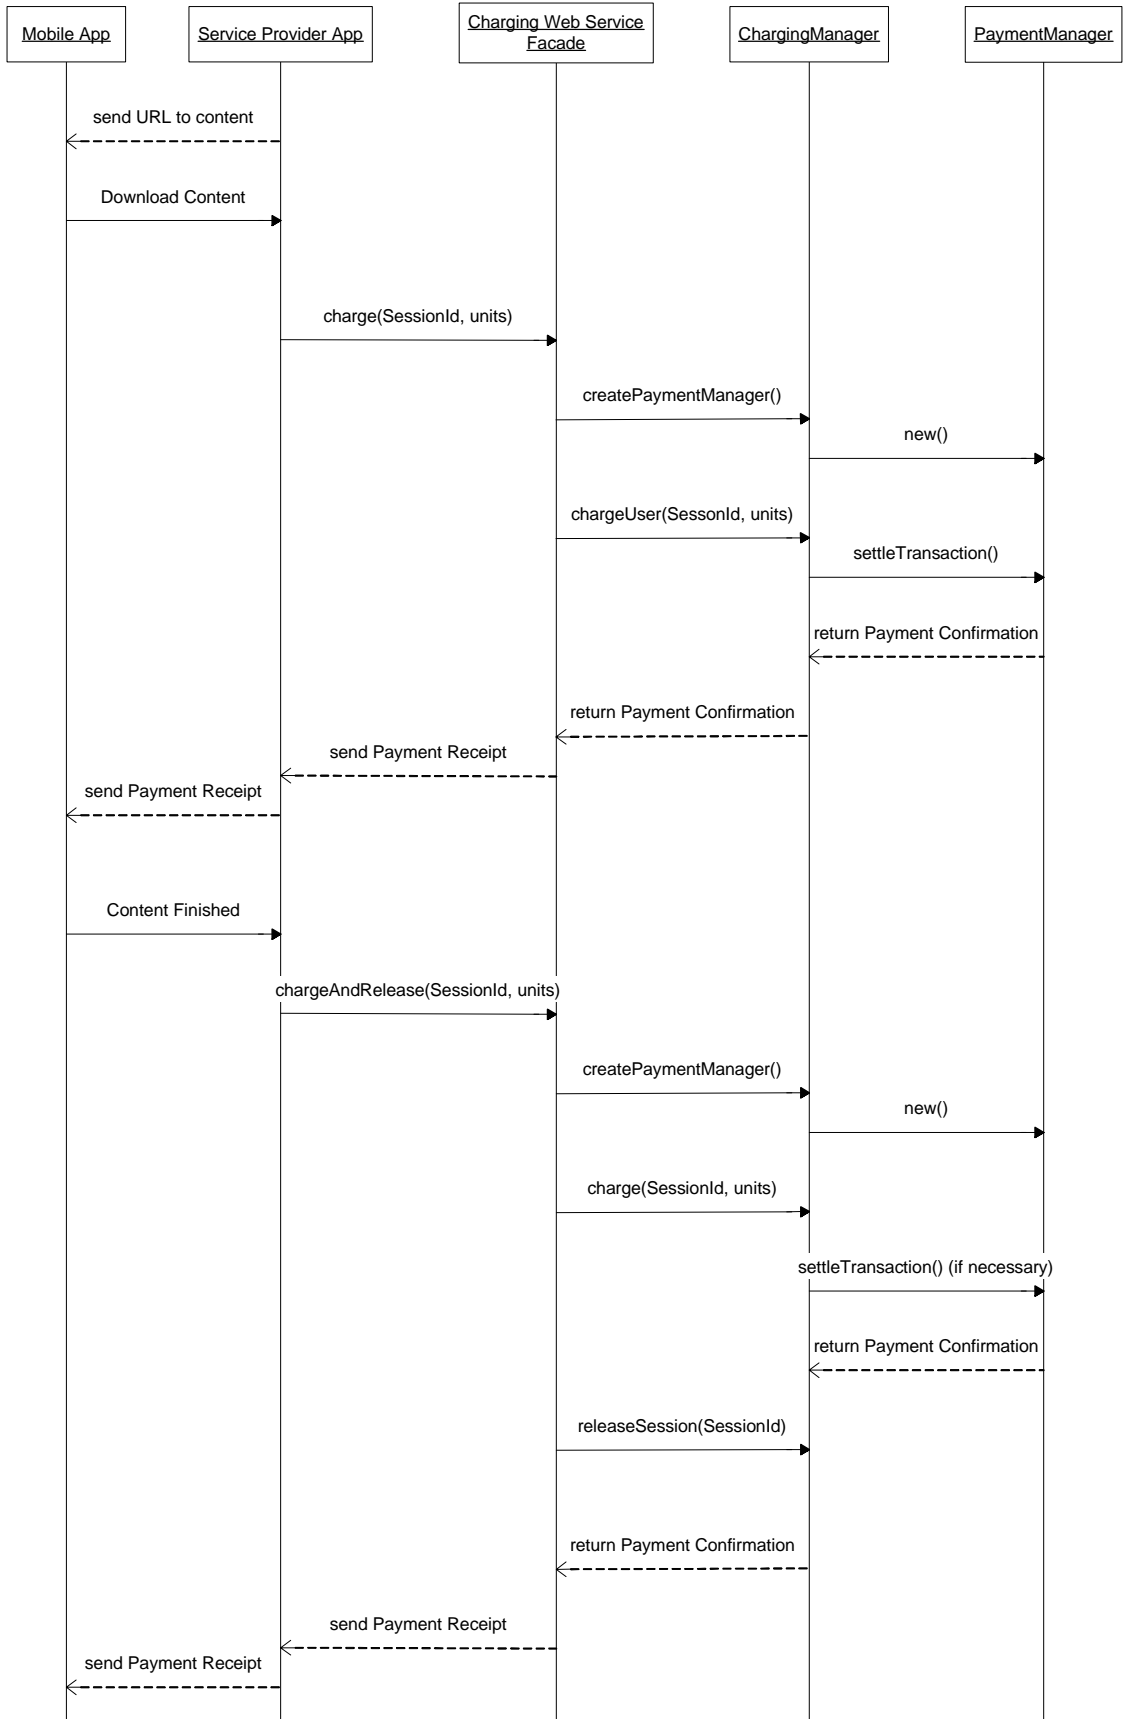 Mobile App
Service Provider App
Charging Web Service
Facade
ChargingManager
PaymentManager
send URL to content
Download Content
charge(SessionId, units)
createPaymentManager()
new()
chargeUser(SessonId, units)
settleTransaction()
return Payment Confirmation
return Payment Confirmation
send Payment Receipt
send Payment Receipt
Content Finished
chargeAndRelease(SessionId, units)
createPaymentManager()
new()
charge(SessionId, units)
settleTransaction() (if necessary)
return Payment Confirmation
releaseSession(SessionId)
return Payment Confirmation
send Payment Receipt
send Payment Receipt